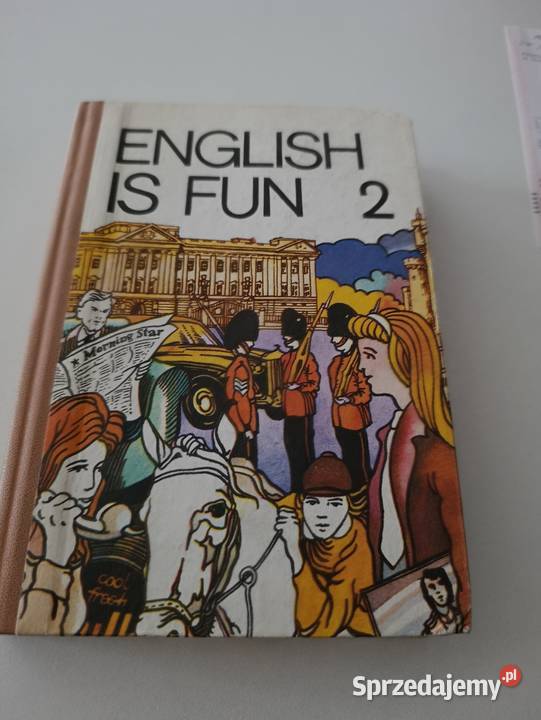 ENGLISH
IS FUN 2
Morning Star
cool
fresh
Sprzedajemy.pl